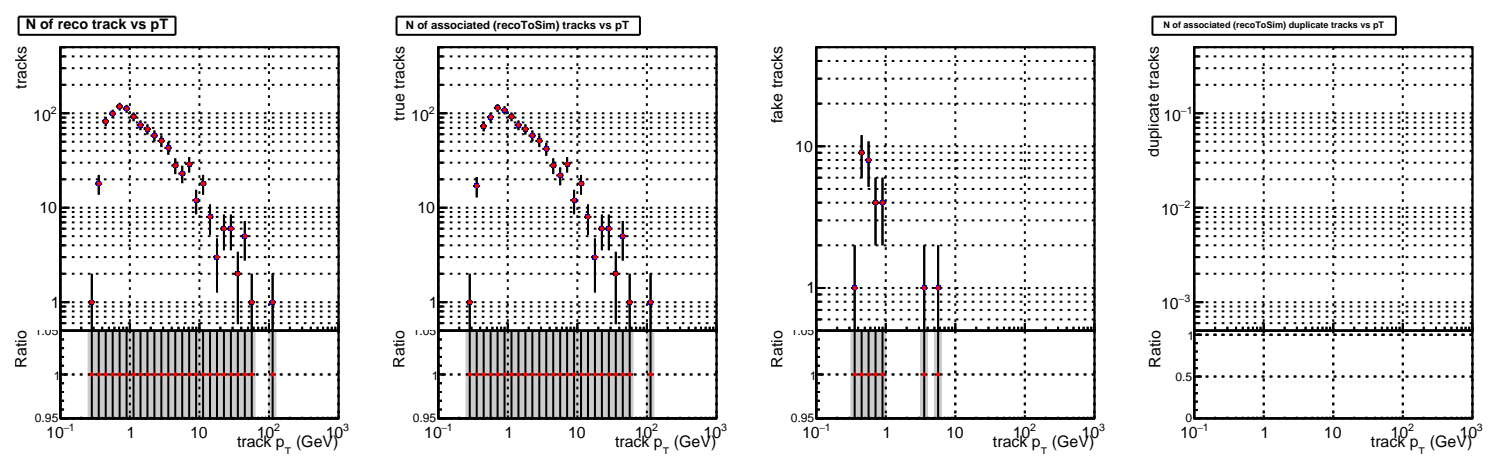 N of reco track vs pT
tracks
10²
10
1
Ratio
1.05
1
0.95
10⁻¹ 1 10 10² 10³
track p_T (GeV)
N of associated (recoToSim) tracks vs pT
true tracks
10²
10
1
Ratio
1.05
1
0.95
10⁻¹ 1 10 10² 10³
track p_T (GeV)
fake tracks
10
1
Ratio
1.05
1
0.95
10⁻¹ 1 10 10² 10³
track p_T (GeV)
N of associated (recoToSim) duplicate tracks vs pT
duplicate tracks
10⁻¹
10⁻²
10⁻³
Ratio
1
0.5
0
10⁻¹ 1 10 10² 10³
track p_T (GeV)